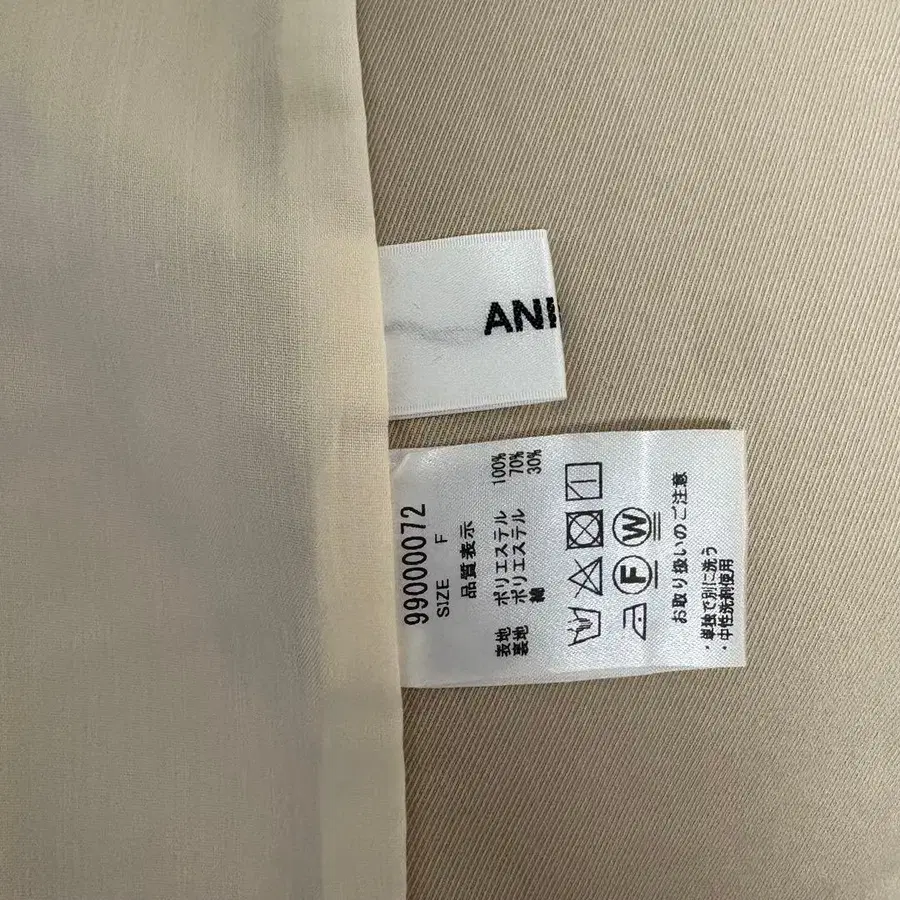 ANI
99000072
SIZE F
品質表示
表地 ポリエステル 100%
裏地 ポリエステル 70%
綿 30%
F W
お取り扱いのご注意
・単独で別に洗う
・中性洗剤使用